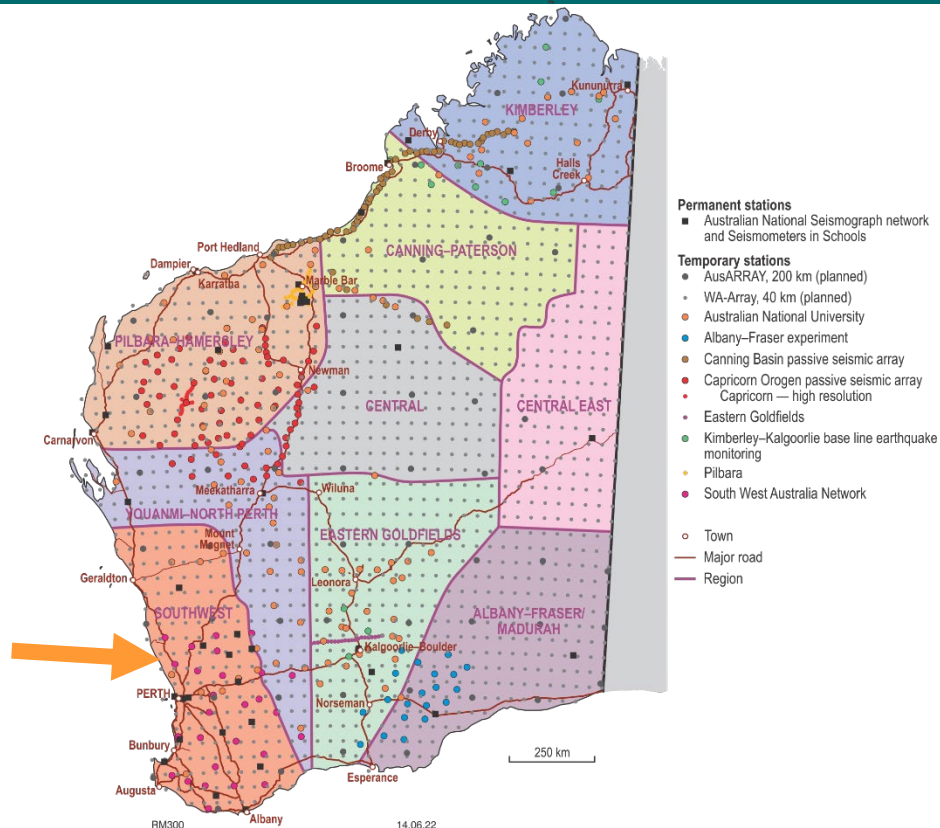 Kununurra
KIMBERLEY
Derby
Broome
Halls
Creek
CANNING–PATERSON
Port Hedland
Dampier
Karratha
Marble Bar
PILBARA–HAMERSLEY
Newman
CENTRAL
CENTRAL EAST
Carnarvon
Meekatharra
Wiluna
YOUANMI–NORTH PERTH
Mount
Magnet
EASTERN GOLDFIELDS
Geraldton
Leonora
SOUTHWEST
ALBANY–FRASER/
MADURAH
Kalgoorlie–Boulder
PERTH
Norseman
Bunbury
Augusta
Esperance
Albany
250 km
RM300
14.06.22
Permanent stations
Australian National Seismograph network
and Seismometers in Schools
Temporary stations
AusARRAY, 200 km (planned)
WA-Array, 40 km (planned)
Australian National University
Albany–Fraser experiment
Canning Basin passive seismic array
Capricorn Orogen passive seismic array
Capricorn — high resolution
Eastern Goldfields
Kimberley–Kalgoorlie base line earthquake
monitoring
Pilbara
South West Australia Network
Town
Major road
Region